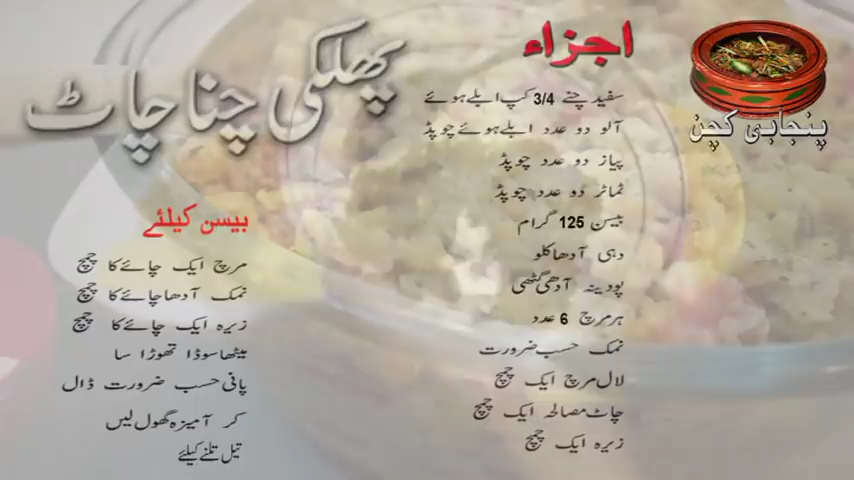 پھلکی چنا چاٹ
پنجابی کچن
اجزاء
سفید چنے 3/4 کپ ابلے ہوئے
آلو دو عدد ابلے ہوئے چوپڈ
پیاز دو عدد چوپڈ
ٹماٹر دو عدد چوپڈ
بیسن 125 گرام
دہی آدھا کلو
پودینہ آدھی گٹھی
ہر مرچ 6 عدد
نمک حسب ضرورت
لال مرچ ایک چمچ
چاٹ مصالحہ ایک چمچ
زیرہ ایک چمچ
بیسن کیلئے
مرچ ایک چائے کا چمچ
نمک آدھا چائے کا چمچ
زیرہ ایک چائے کا چمچ
میٹھا سوڈا تھوڑا سا
پانی حسب ضرورت ڈال
کر آمیزہ گھول لیں
تیل تلنے کیلئے